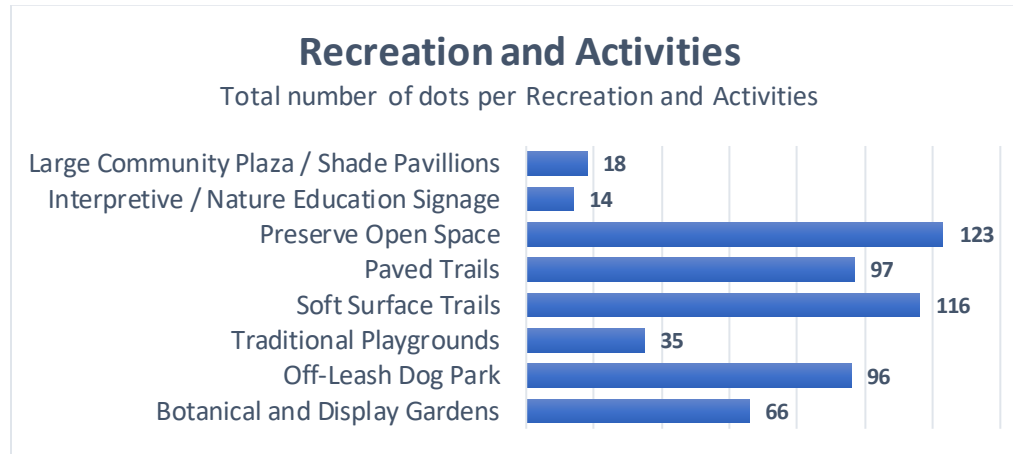 Recreation and Activities
Total number of dots per Recreation and Activities
Large Community Plaza / Shade Pavillions 18
Interpretive / Nature Education Signage 14
Preserve Open Space 123
Paved Trails 97
Soft Surface Trails 116
Traditional Playgrounds 35
Off-Leash Dog Park 96
Botanical and Display Gardens 66